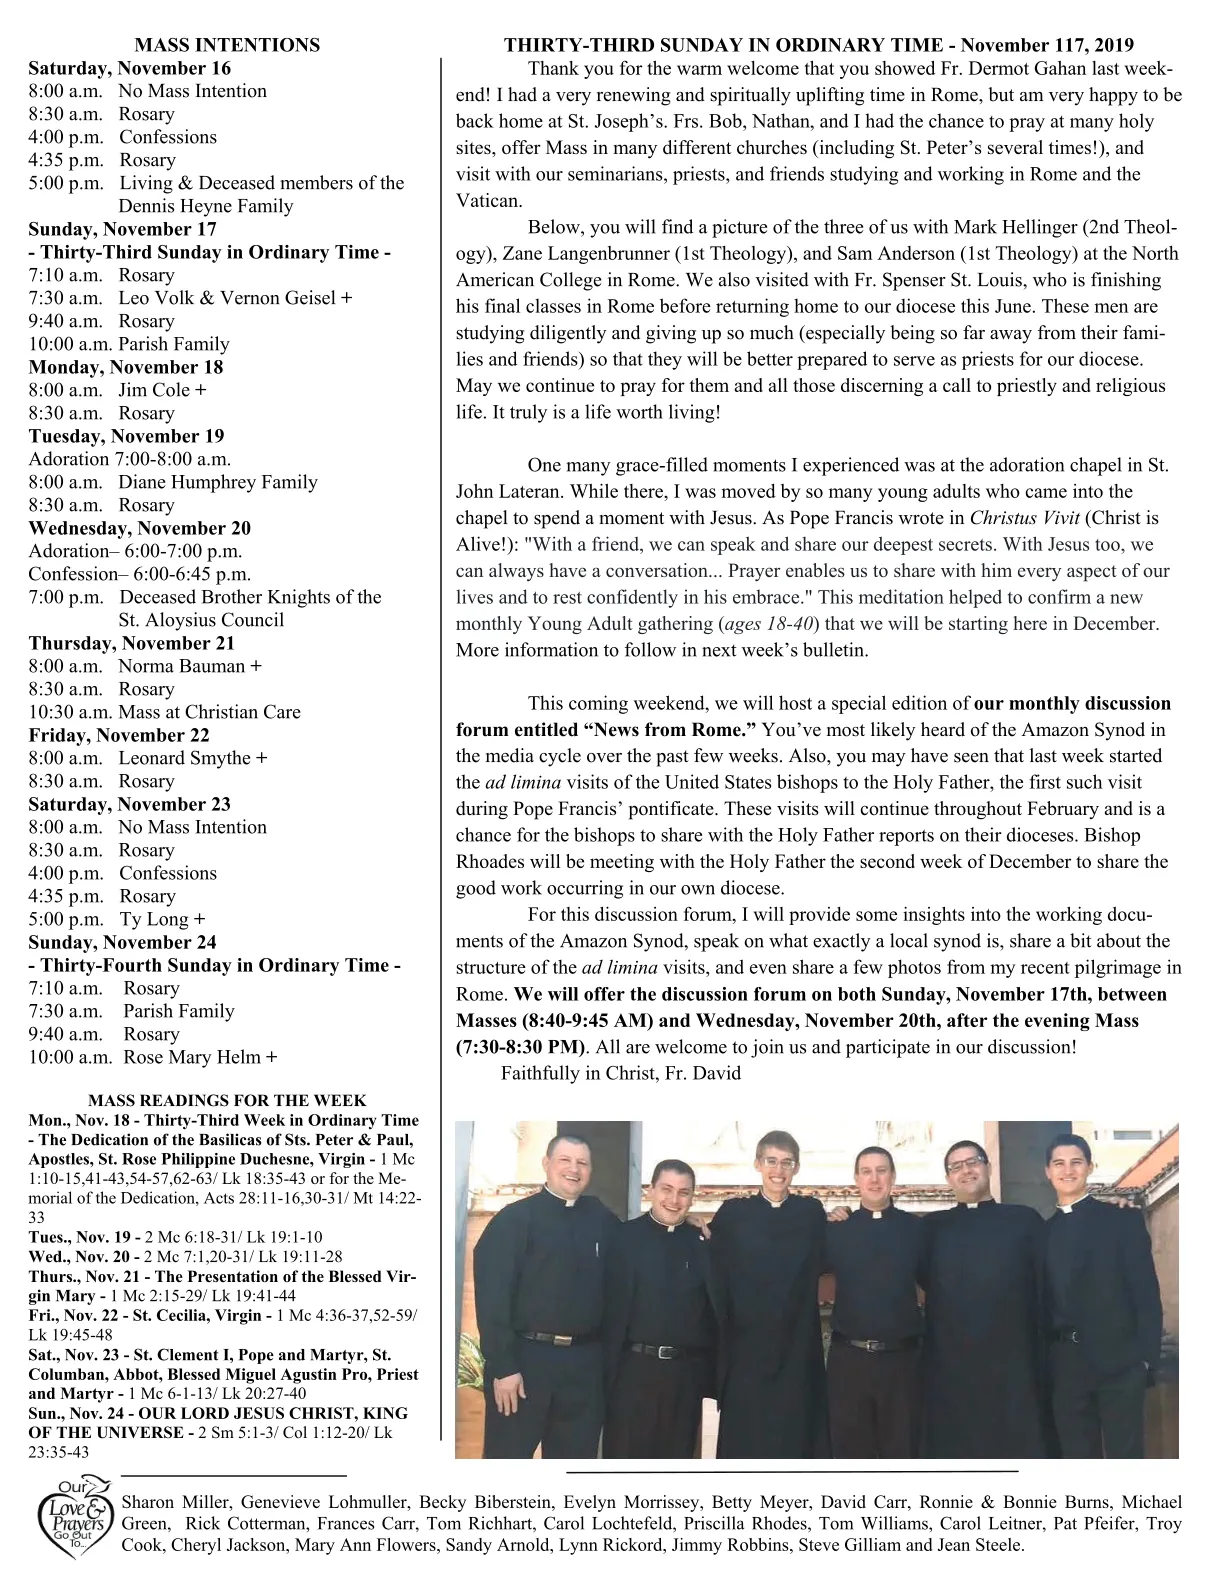 MASS INTENTIONS
Saturday, November 16
8:00 a.m. No Mass Intention
8:30 a.m. Rosary
4:00 p.m. Confessions
4:35 p.m. Rosary
5:00 p.m. Living & Deceased members of the
Dennis Heyne Family
Sunday, November 17
- Thirty-Third Sunday in Ordinary Time -
7:10 a.m. Rosary
7:30 a.m. Leo Volk & Vernon Geisel +
9:40 a.m. Rosary
10:00 a.m. Parish Family
Monday, November 18
8:00 a.m. Jim Cole +
8:30 a.m. Rosary
Tuesday, November 19
Adoration 7:00-8:00 a.m.
8:00 a.m. Diane Humphrey Family
8:30 a.m. Rosary
Wednesday, November 20
Adoration– 6:00-7:00 p.m.
Confession– 6:00-6:45 p.m.
7:00 p.m. Deceased Brother Knights of the
St. Aloysius Council
Thursday, November 21
8:00 a.m. Norma Bauman +
8:30 a.m. Rosary
10:30 a.m. Mass at Christian Care
Friday, November 22
8:00 a.m. Leonard Smythe +
8:30 a.m. Rosary
Saturday, November 23
8:00 a.m. No Mass Intention
8:30 a.m. Rosary
4:00 p.m. Confessions
4:35 p.m. Rosary
5:00 p.m. Ty Long +
Sunday, November 24
- Thirty-Fourth Sunday in Ordinary Time -
7:10 a.m. Rosary
7:30 a.m. Parish Family
9:40 a.m. Rosary
10:00 a.m. Rose Mary Helm +
MASS READINGS FOR THE WEEK
Mon., Nov. 18 - Thirty-Third Week in Ordinary Time
- The Dedication of the Basilicas of Sts. Peter & Paul,
Apostles, St. Rose Philippine Duchesne, Virgin - 1 Mc
1:10-15,41-43,54-57,62-63/ Lk 18:35-43 or for the Me-
morial of the Dedication, Acts 28:11-16,30-31/ Mt 14:22-
33
Tues., Nov. 19 - 2 Mc 6:18-31/ Lk 19:1-10
Wed., Nov. 20 - 2 Mc 7:1,20-31/ Lk 19:11-28
Thurs., Nov. 21 - The Presentation of the Blessed Vir-
gin Mary - 1 Mc 2:15-29/ Lk 19:41-44
Fri., Nov. 22 - St. Cecilia, Virgin - 1 Mc 4:36-37,52-59/
Lk 19:45-48
Sat., Nov. 23 - St. Clement I, Pope and Martyr, St.
Columban, Abbot, Blessed Miguel Agustin Pro, Priest
and Martyr - 1 Mc 6-1-13/ Lk 20:27-40
Sun., Nov. 24 - OUR LORD JESUS CHRIST, KING
OF THE UNIVERSE - 2 Sm 5:1-3/ Col 1:12-20/ Lk
23:35-43
THIRTY-THIRD SUNDAY IN ORDINARY TIME - November 117, 2019
Thank you for the warm welcome that you showed Fr. Dermot Gahan last week-
end! I had a very renewing and spiritually uplifting time in Rome, but am very happy to be
back home at St. Joseph’s. Frs. Bob, Nathan, and I had the chance to pray at many holy
sites, offer Mass in many different churches (including St. Peter’s several times!), and
visit with our seminarians, priests, and friends studying and working in Rome and the
Vatican.
Below, you will find a picture of the three of us with Mark Hellinger (2nd Theol-
ogy), Zane Langenbrunner (1st Theology), and Sam Anderson (1st Theology) at the North
American College in Rome. We also visited with Fr. Spenser St. Louis, who is finishing
his final classes in Rome before returning home to our diocese this June. These men are
studying diligently and giving up so much (especially being so far away from their fami-
lies and friends) so that they will be better prepared to serve as priests for our diocese.
May we continue to pray for them and all those discerning a call to priestly and religious
life. It truly is a life worth living!
One many grace-filled moments I experienced was at the adoration chapel in St.
John Lateran. While there, I was moved by so many young adults who came into the
chapel to spend a moment with Jesus. As Pope Francis wrote in Christus Vivit (Christ is
Alive!): "With a friend, we can speak and share our deepest secrets. With Jesus too, we
can always have a conversation... Prayer enables us to share with him every aspect of our
lives and to rest confidently in his embrace." This meditation helped to confirm a new
monthly Young Adult gathering (ages 18-40) that we will be starting here in December.
More information to follow in next week’s bulletin.
This coming weekend, we will host a special edition of our monthly discussion
forum entitled “News from Rome.” You’ve most likely heard of the Amazon Synod in
the media cycle over the past few weeks. Also, you may have seen that last week started
the ad limina visits of the United States bishops to the Holy Father, the first such visit
during Pope Francis’ pontificate. These visits will continue throughout February and is a
chance for the bishops to share with the Holy Father reports on their dioceses. Bishop
Rhoades will be meeting with the Holy Father the second week of December to share the
good work occurring in our own diocese.
For this discussion forum, I will provide some insights into the working docu-
ments of the Amazon Synod, speak on what exactly a local synod is, share a bit about the
structure of the ad limina visits, and even share a few photos from my recent pilgrimage in
Rome. We will offer the discussion forum on both Sunday, November 17th, between
Masses (8:40-9:45 AM) and Wednesday, November 20th, after the evening Mass
(7:30-8:30 PM). All are welcome to join us and participate in our discussion!
Faithfully in Christ, Fr. David
Our
Love &
Prayers
Go Out
To...
Sharon Miller, Genevieve Lohmuller, Becky Biberstein, Evelyn Morrissey, Betty Meyer, David Carr, Ronnie & Bonnie Burns, Michael
Green, Rick Cotterman, Frances Carr, Tom Richhart, Carol Lochtefeld, Priscilla Rhodes, Tom Williams, Carol Leitner, Pat Pfeifer, Troy
Cook, Cheryl Jackson, Mary Ann Flowers, Sandy Arnold, Lynn Rickord, Jimmy Robbins, Steve Gilliam and Jean Steele.